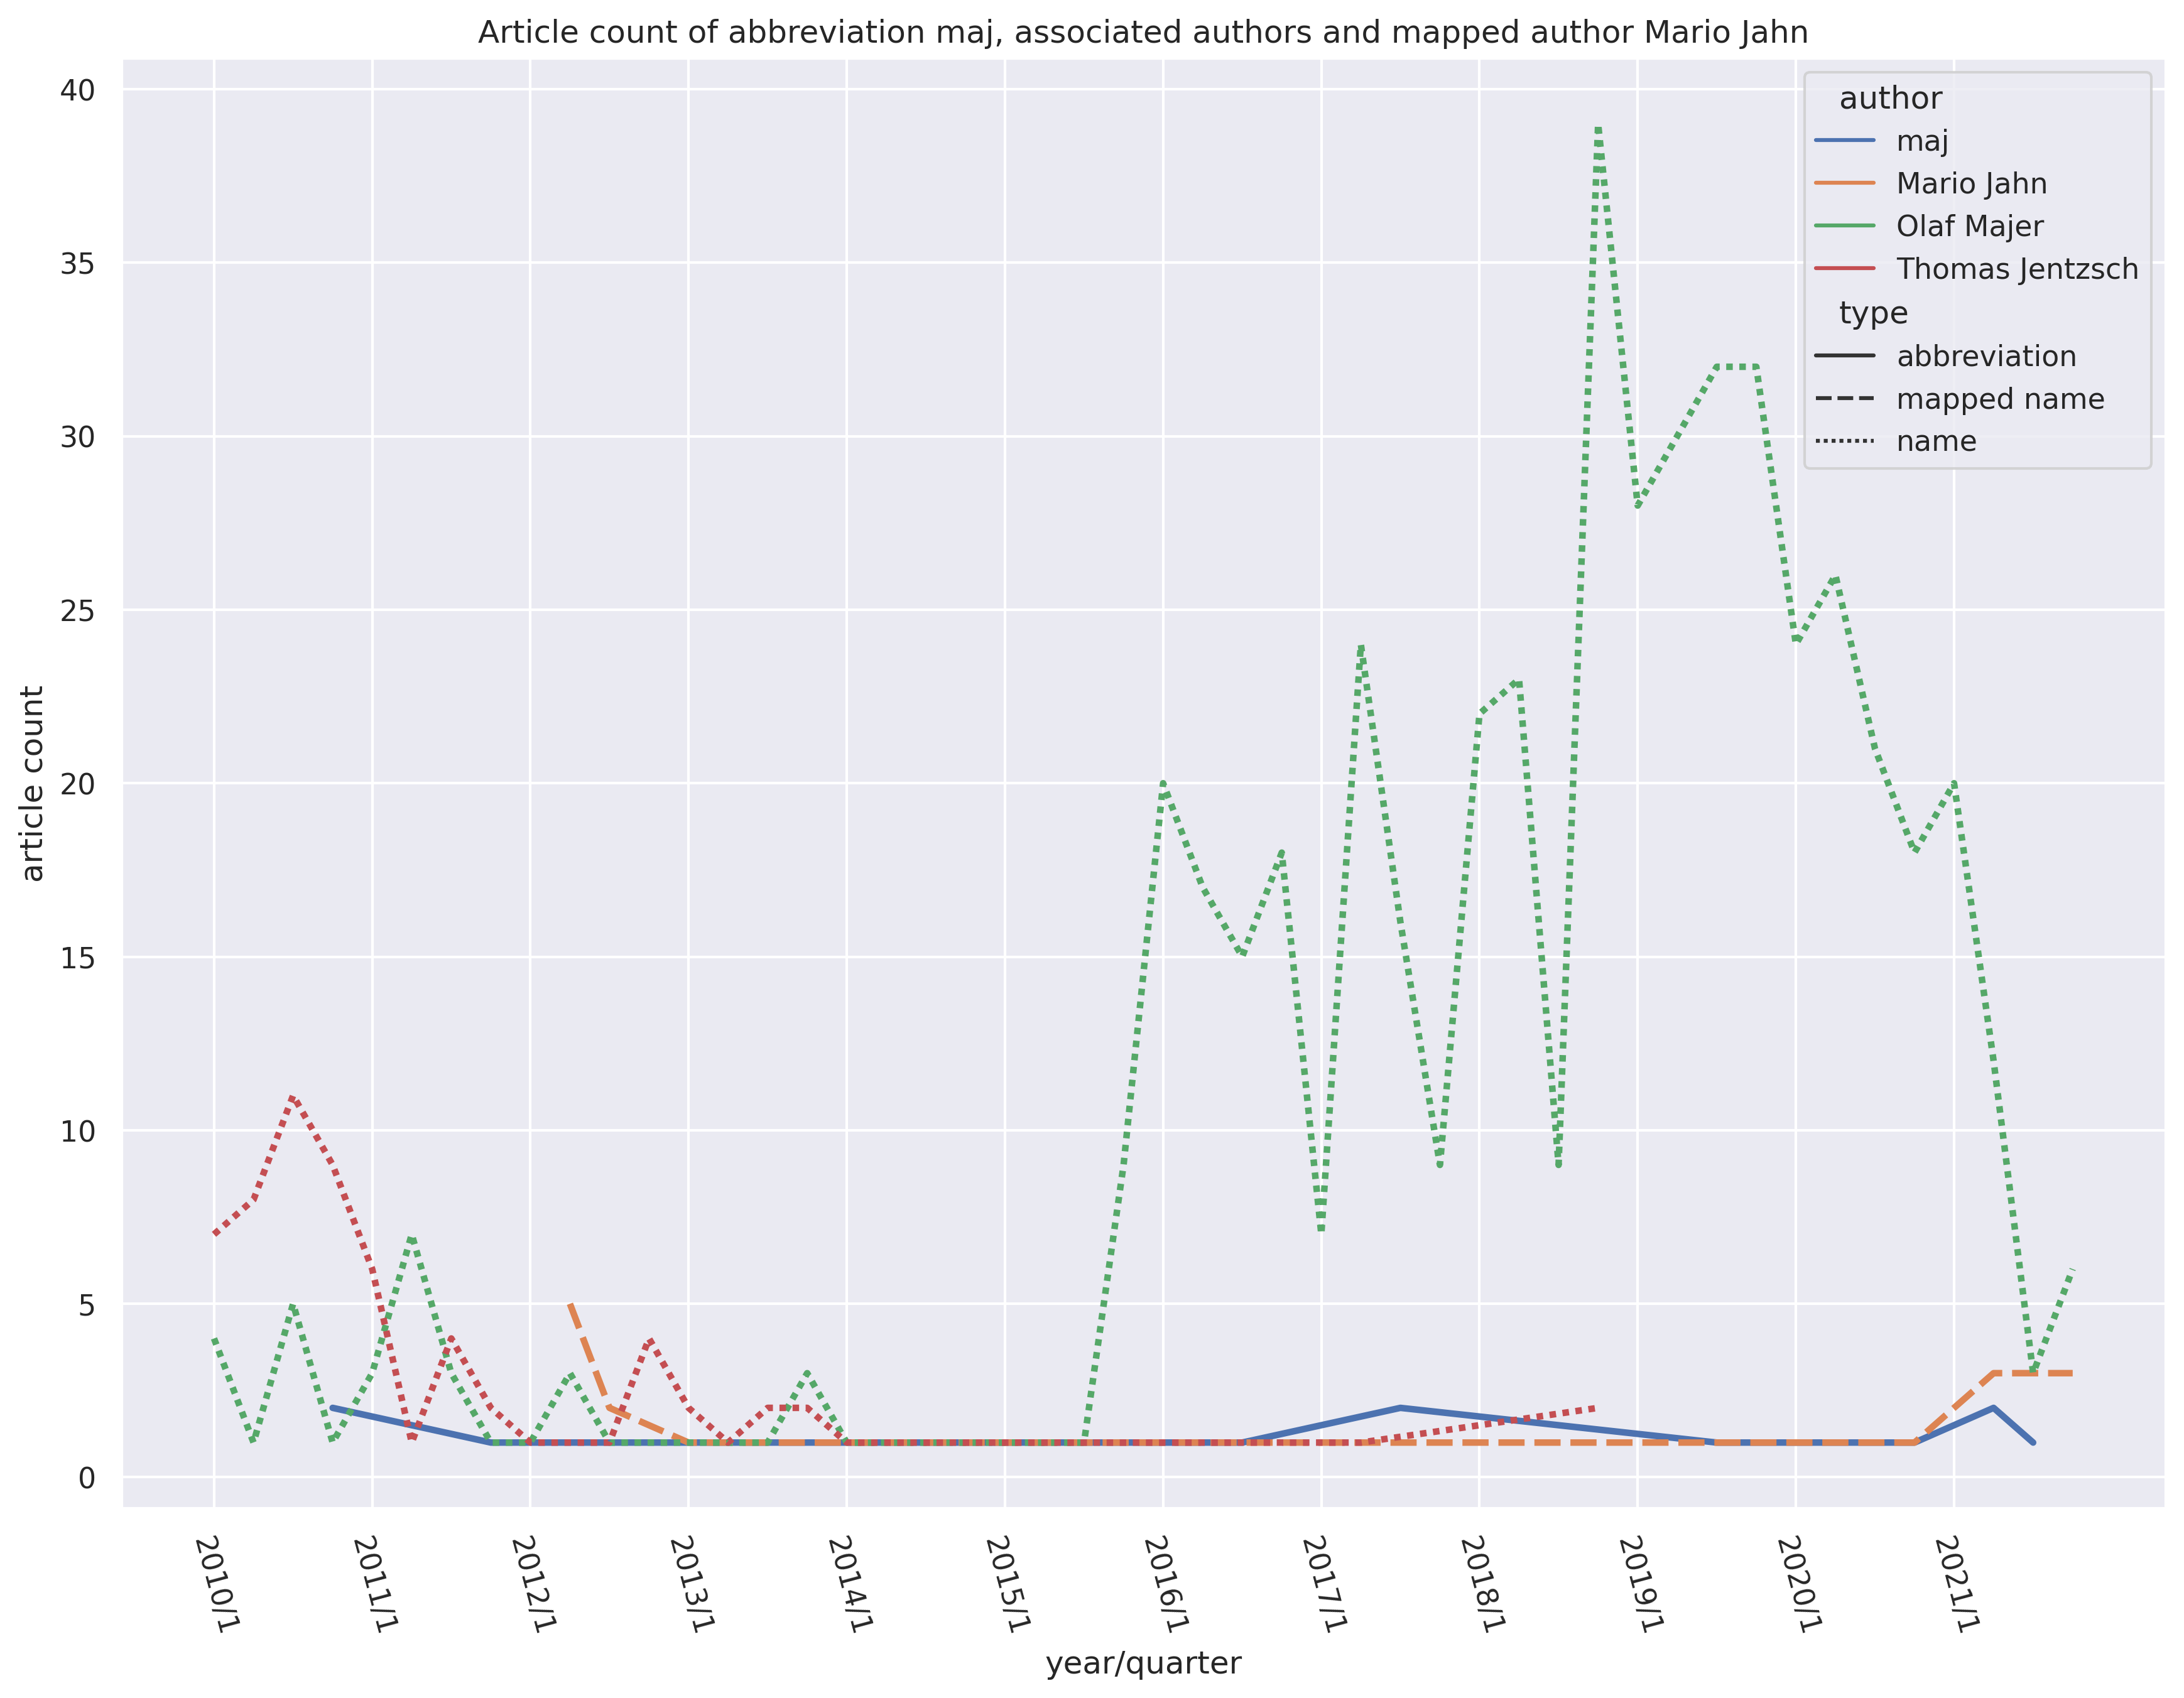 Article count of abbreviation maj, associated authors and mapped author Mario Jahn
author
maj
Mario Jahn
Olaf Majer
Thomas Jentzsch
type
abbreviation
mapped name
name
article count
40
35
30
25
20
15
10
5
0
2010/1
2011/1
2012/1
2013/1
2014/1
2015/1
2016/1
2017/1
2018/1
2019/1
2020/1
2021/1
year/quarter